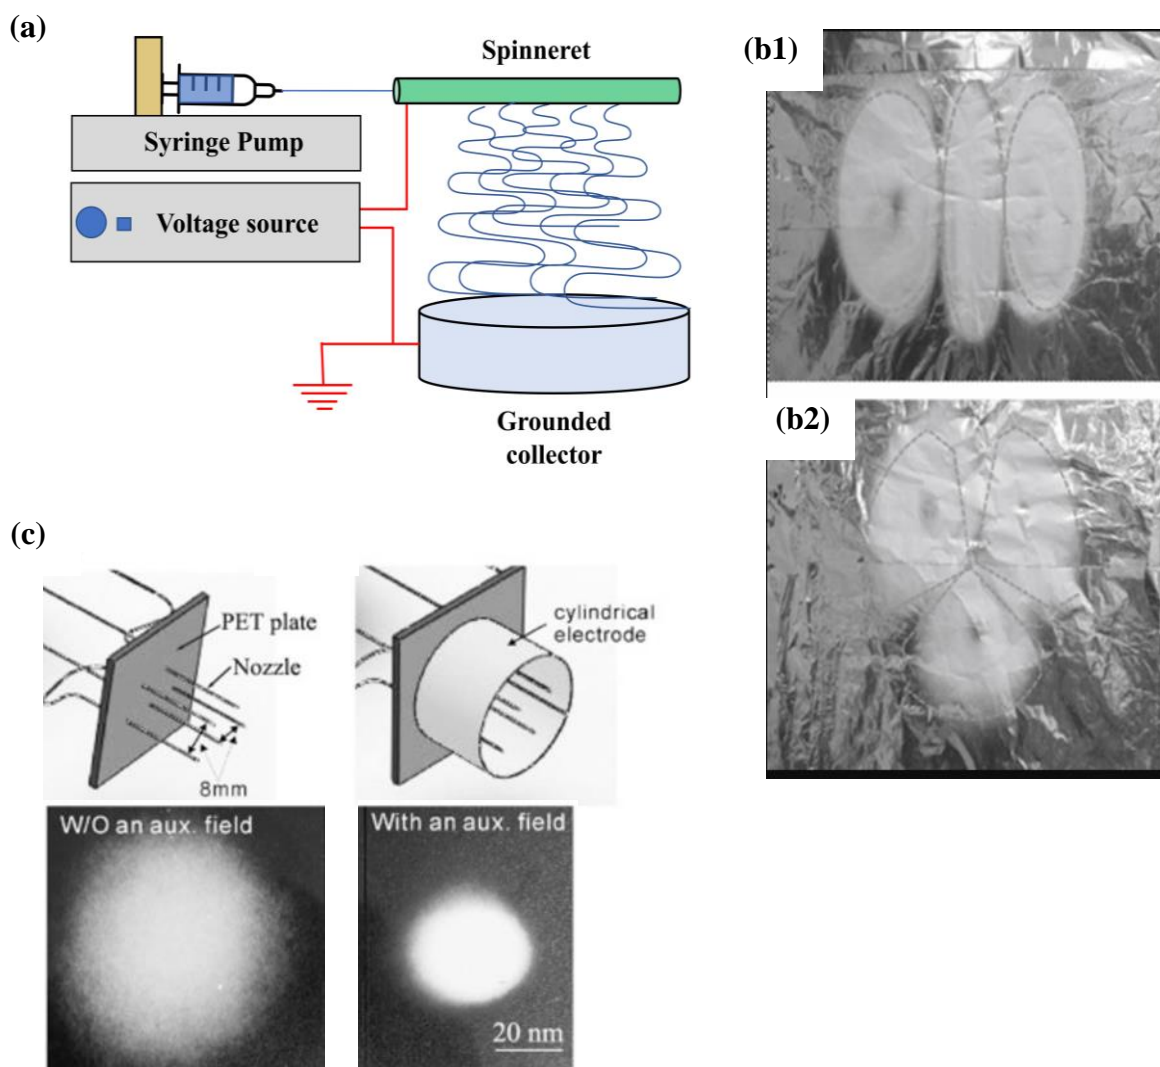 (a)
Spinneret
Syringe Pump
Voltage source
Grounded
collector
(b1)
(b2)
(c)
PET plate
Nozzle
8mm
cylindrical
electrode
W/O an aux. field
With an aux. field
20 nm